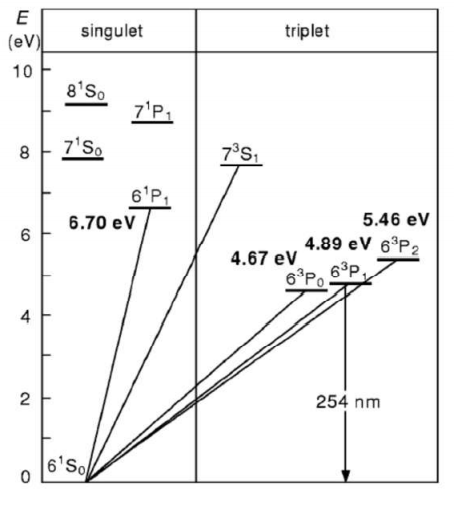 E
(eV)
singulet
triplet
10
8¹S₀
7¹P₁
8
7¹S₀
7³S₁
6¹P₁
6.70 eV
5.46 eV
6
4.89 eV
6³P₂
4.67 eV
6³P₀
6³P₁
4
2
254 nm
6¹S₀
0